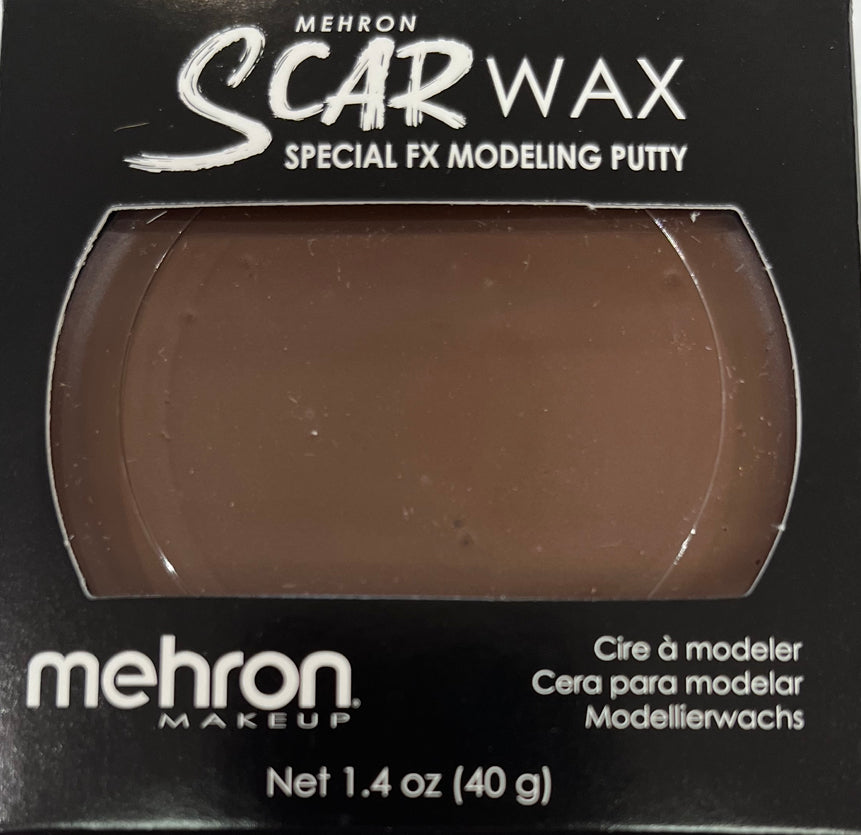 MEHRON
SCAR WAX
SPECIAL FX MODELING PUTTY
mehron.
MAKEUP
Cire à modeler
Cera para modelar
Modellierwachs
Net 1.4 oz (40 g)